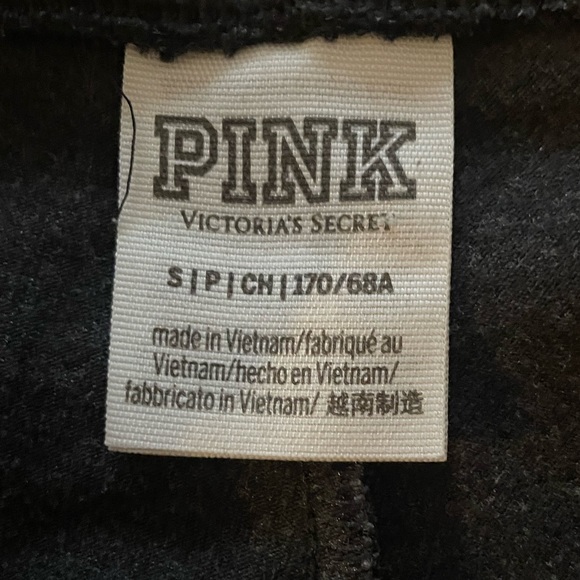 PINK
VICTORIA'S SECRET
S|P|CH|170/68A
made in Vietnam/fabriqué au
Vietnam/hecho en Vietnam/
fabbricato in Vietnam/ 越南制造